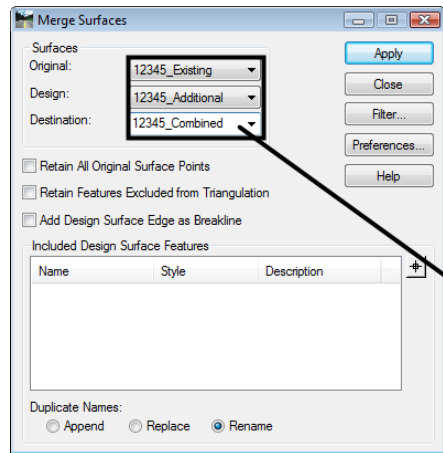 Merge Surfaces
Surfaces
Original: 12345_Existing
Design: 12345_Additional
Destination: 12345_Combined
Apply
Close
Filter...
Preferences...
Help
Retain All Original Surface Points
Retain Features Excluded from Triangulation
Add Design Surface Edge as Breakline
Included Design Surface Features
Name Style Description
Duplicate Names:
Append Replace Rename